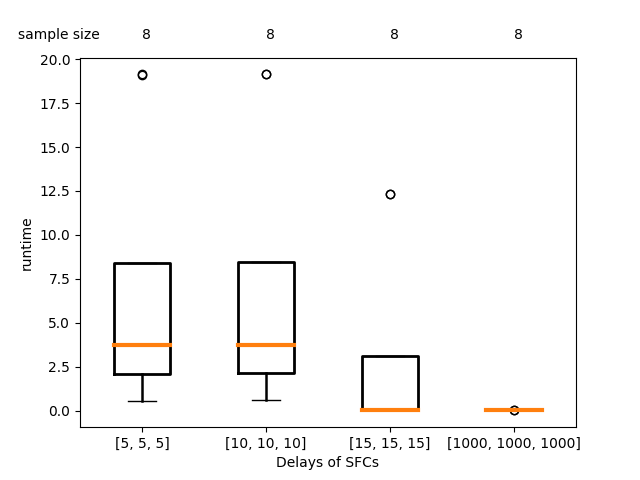 sample size 8 8 8 8
20.0
17.5
15.0
12.5
10.0
7.5
5.0
2.5
0.0
runtime
[5, 5, 5] [10, 10, 10] [15, 15, 15] [1000, 1000, 1000]
Delays of SFCs